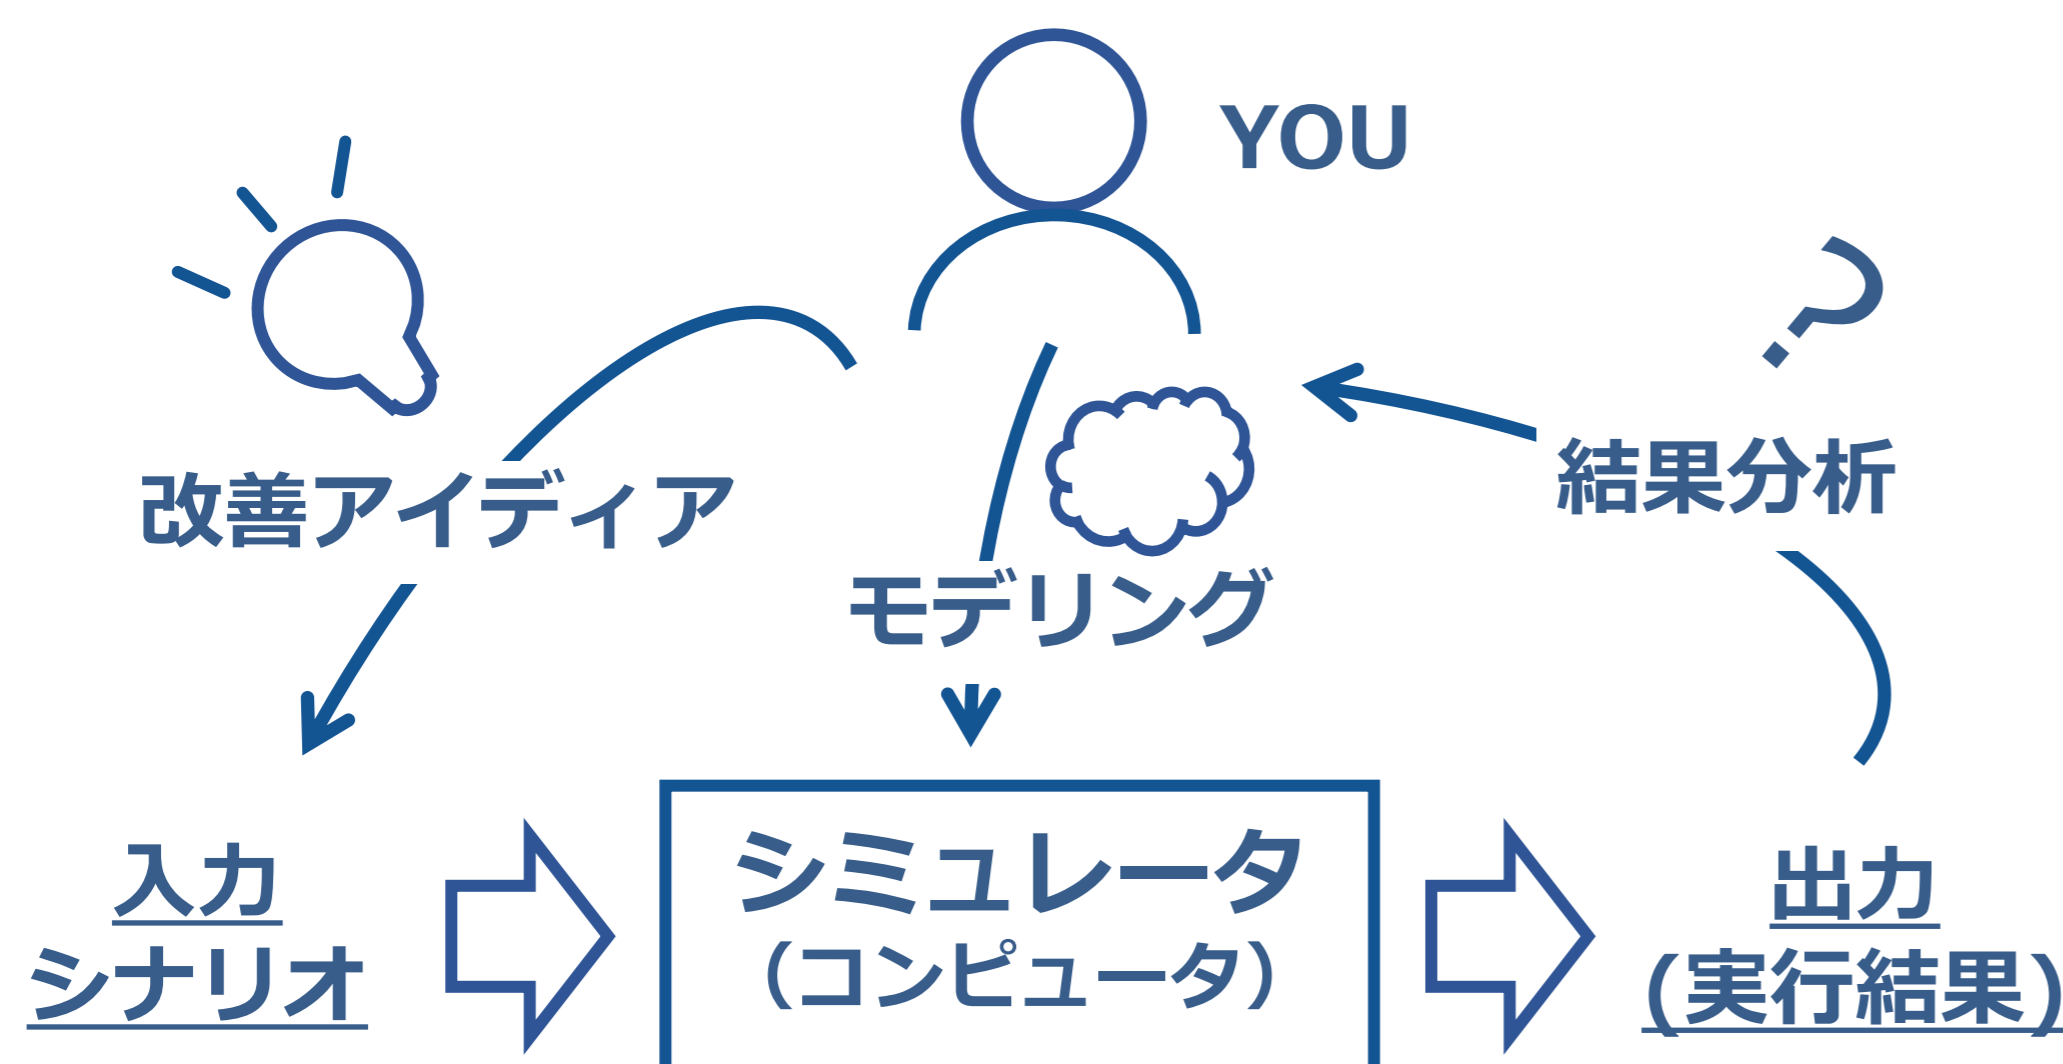 YOU
?
改善アイディア
結果分析
モデリング
入力
シナリオ
シミュレータ
（コンピュータ）
出力
(実行結果)